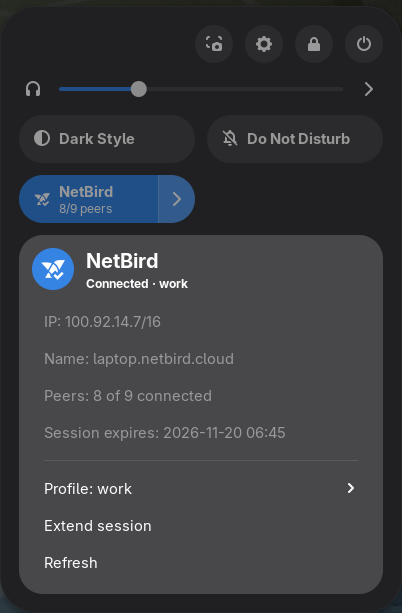 Dark Style
Do Not Disturb
NetBird
8/9 peers
NetBird
Connected · work
IP: 100.92.14.7/16
Name: laptop.netbird.cloud
Peers: 8 of 9 connected
Session expires: 2026-11-20 06:45
Profile: work
Extend session
Refresh